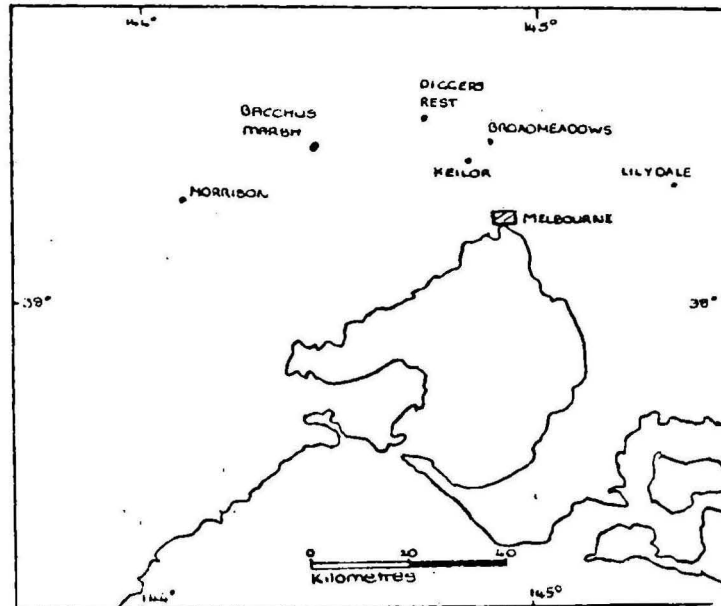 144°
145°
DIGGERS
REST
BACCHUS
MARSH
BROADMEADOWS
KEILOR
LILYDALE
MORRISON
MELBOURNE
38°
38°
0 20 40
Kilometres
144°
145°